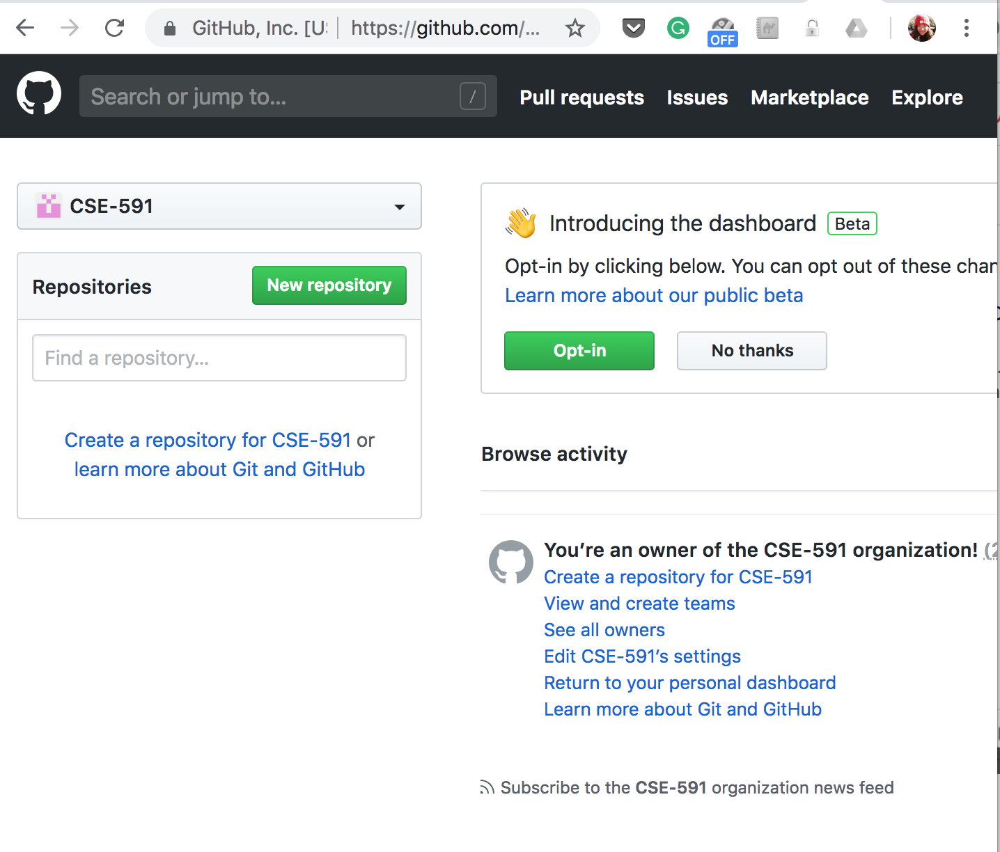 GitHub, Inc. [US https://github.com/...
OFF
Search or jump to... /
Pull requests Issues Marketplace Explore
CSE-591
Repositories New repository
Find a repository...
Create a repository for CSE-591 or
learn more about Git and GitHub
Introducing the dashboard Beta
Opt-in by clicking below. You can opt out of these
Learn more about our public beta
Opt-in No thanks
Browse activity
You’re an owner of the CSE-591 organization!
Create a repository for CSE-591
View and create teams
See all owners
Edit CSE-591’s settings
Return to your personal dashboard
Learn more about Git and GitHub
Subscribe to the CSE-591 organization news feed